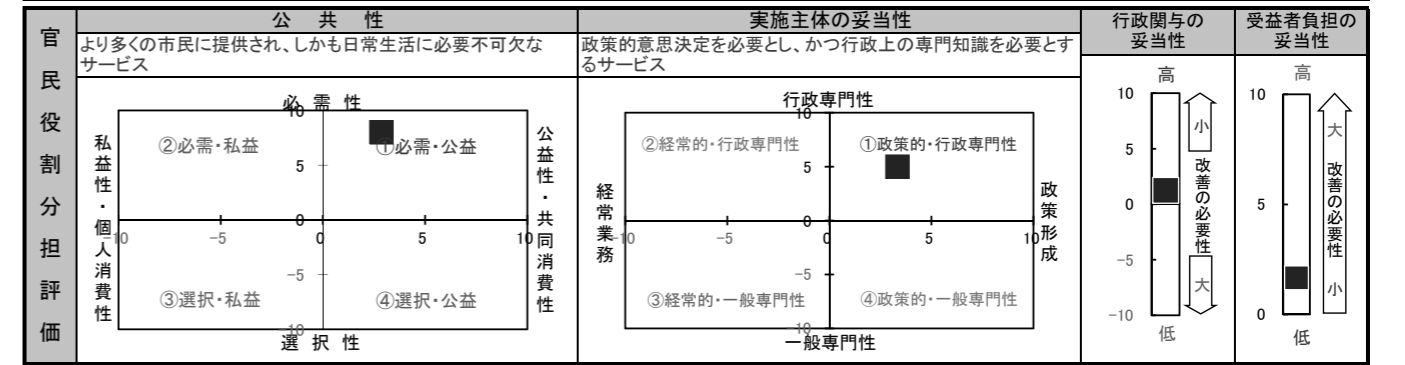 官民役割分担評価
公共性
より多くの市民に提供され、しかも日常生活に必要不可欠な
サービス
必需性
10
②必需・私益
①必需・公益
5
0
-10
-5
0
5
10
-5
③選択・私益
④選択・公益
-10
選択性
私益性・個人消費性
公益性・共同消費性
実施主体の妥当性
政策的意思決定を必要とし、かつ行政上の専門知識を必要とす
るサービス
行政専門性
10
②経常的・行政専門性
①政策的・行政専門性
5
0
-10
-5
0
5
10
-5
③経常的・一般専門性
④政策的・一般専門性
-10
一般専門性
経常業務
政策形成
行政関与の
妥当性
高
10
5
0
-5
-10
低
小
改善の必要性
大
受益者負担の
妥当性
高
10
5
0
低
大
改善の必要性
小